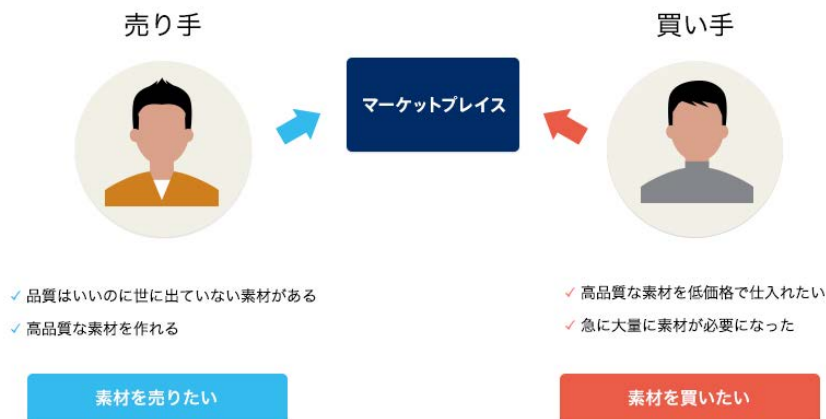 売り手
買い手
マーケットプレイス
✓ 品質はいいのに世に出ていない素材がある
✓ 高品質な素材を作れる
✓ 高品質な素材を低価格で仕入れたい
✓ 急に大量に素材が必要になった
素材を売りたい
素材を買いたい